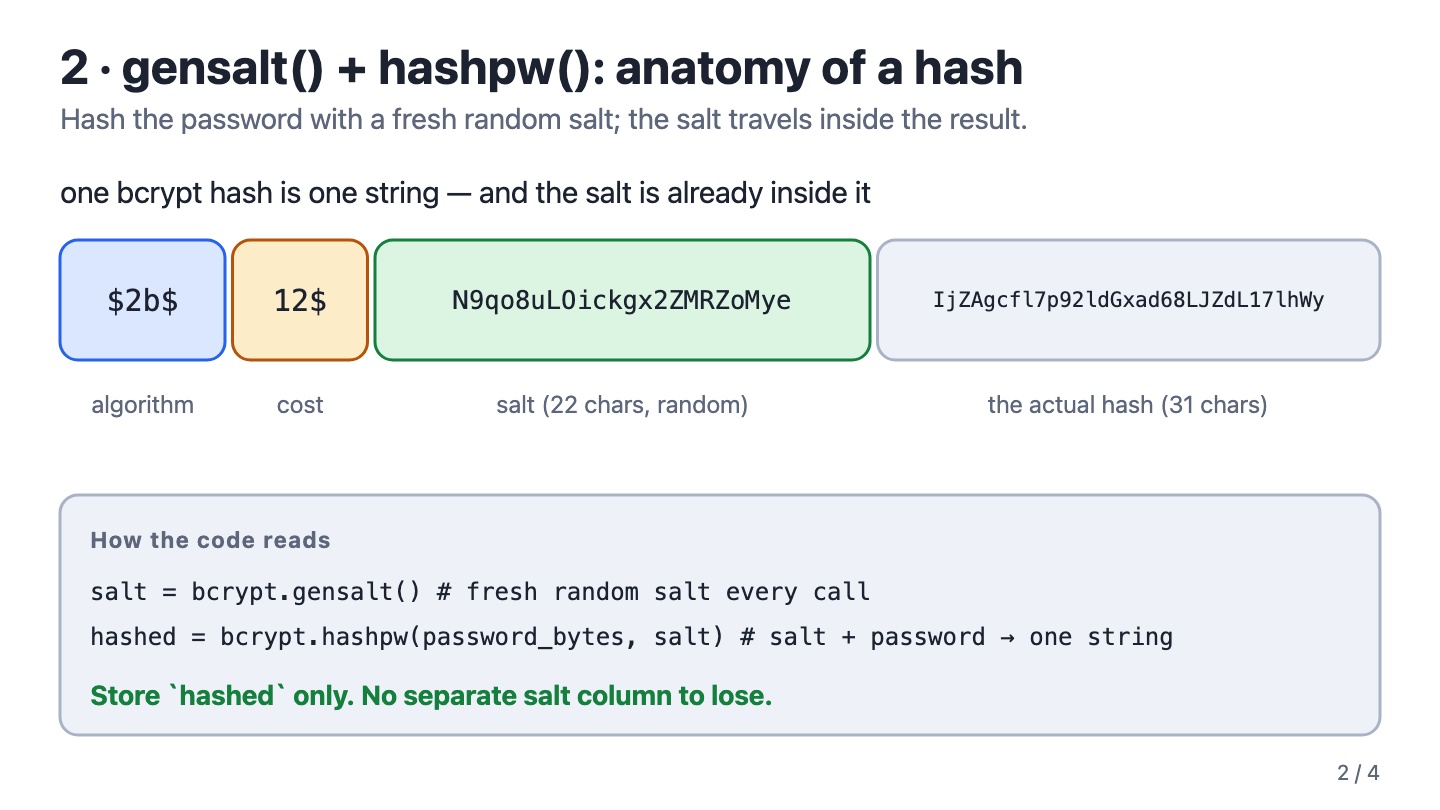 2 · gensalt() + hashpw(): anatomy of a hash
Hash the password with a fresh random salt; the salt travels inside the result.
one bcrypt hash is one string — and the salt is already inside it
$2b$ 12$ N9qo8uLOickgx2ZMRZoMye IjZAgcfl7p92ldGxad68LJZdL17lhWy
algorithm cost salt (22 chars, random) the actual hash (31 chars)
How the code reads
salt = bcrypt.gensalt() # fresh random salt every call
hashed = bcrypt.hashpw(password_bytes, salt) # salt + password → one string
Store `hashed` only. No separate salt column to lose.
2 / 4